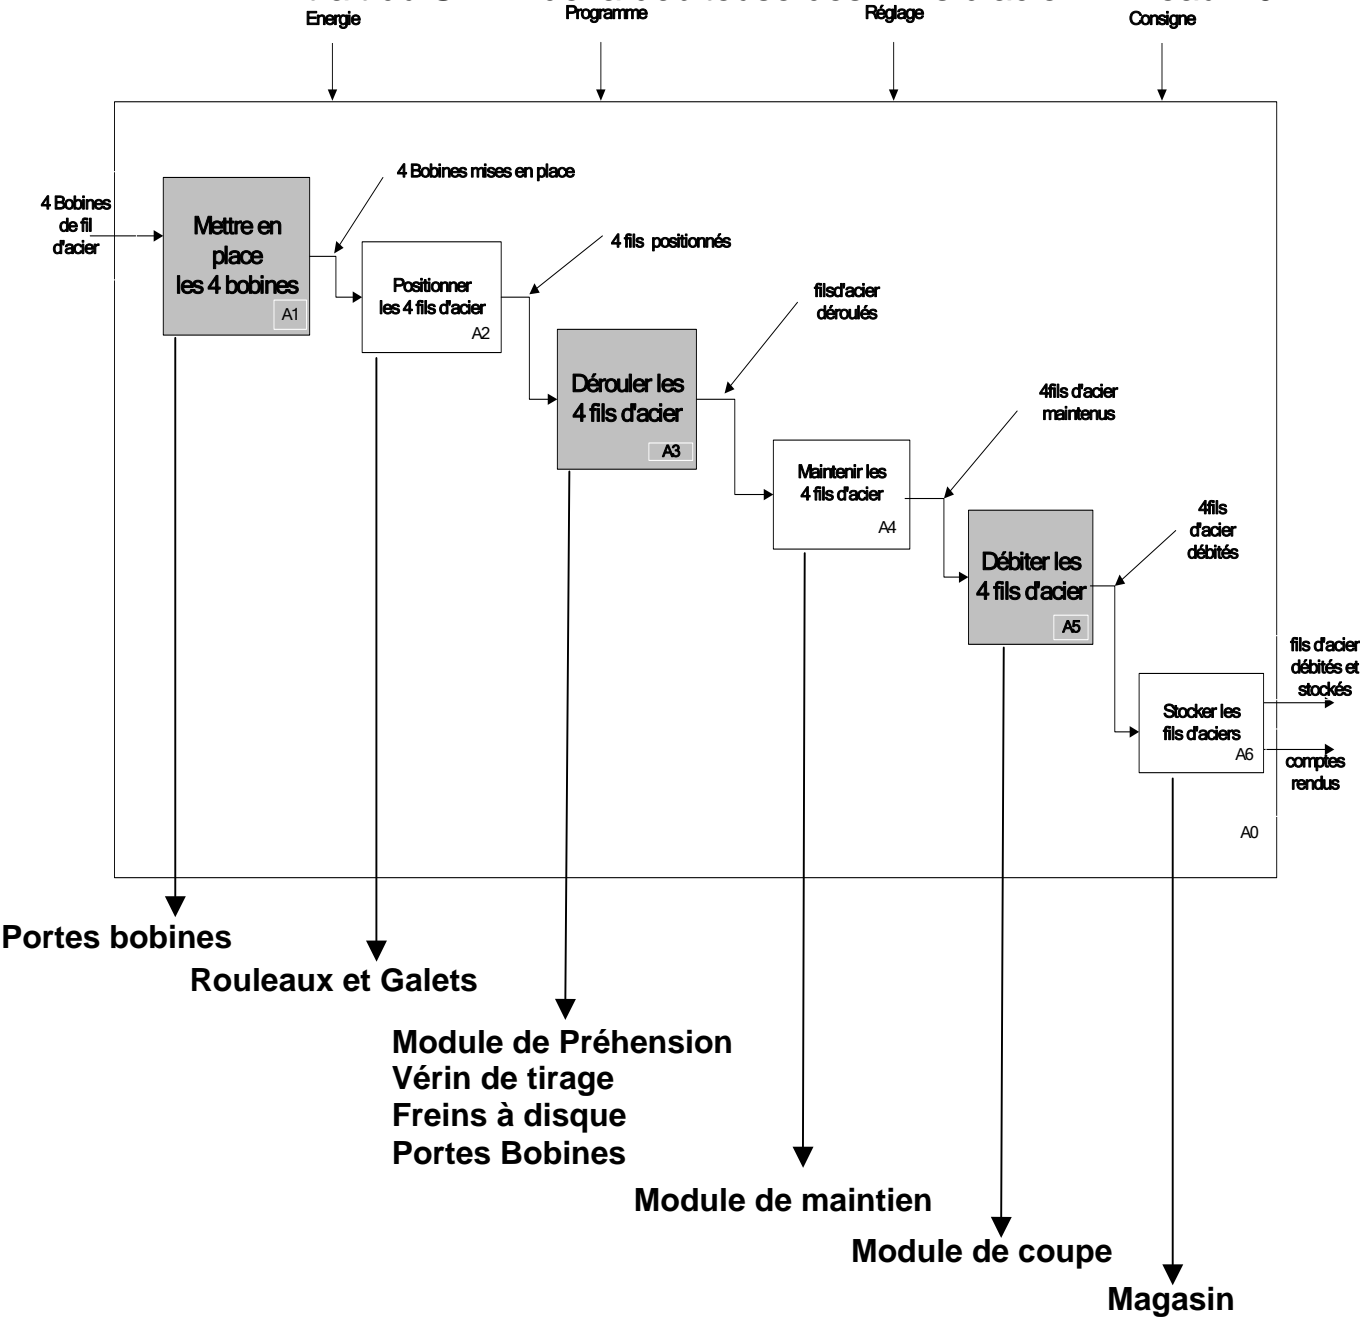 Energie
Programme
Réglage
Consigne
4 Bobines
de fil
d'acier
Mettre en
place
les 4 bobines
A1
4 Bobines mises en place
Positionner
les 4 fils d'acier
A2
4 fils positionnés
Dérouler les
4 fils d'acier
A3
filsd'acier
déroulés
Maintenir les
4 fils d'acier
A4
4fils d'acier
maintenus
Débiter les
4 fils d'acier
A5
4fils
d'acier
débités
Stocker les
fils d'aciers
A6
fils d'acier
débités et
stockés
comptes
rendus
A0
Portes bobines
Rouleaux et Galets
Module de Préhension
Vérin de tirage
Freins à disque
Portes Bobines
Module de maintien
Module de coupe
Magasin